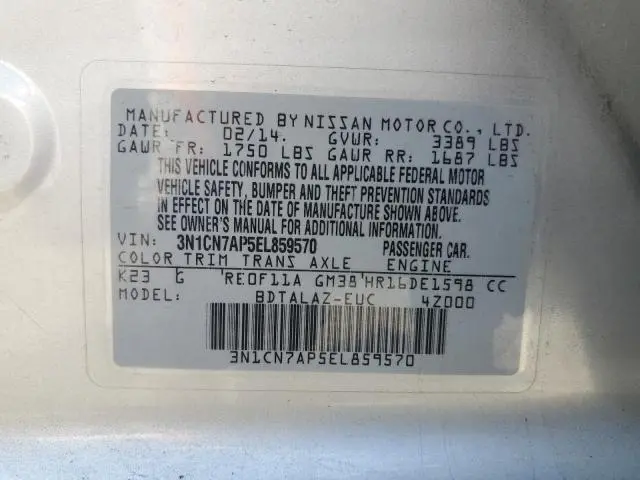 MANUFACTURED BY NISSAN MOTOR CO., LTD.
DATE: 02/14. GVWR: 3389 LBS
GAWR FR: 1750 LBS GAWR RR: 1687 LBS
THIS VEHICLE CONFORMS TO ALL APPLICABLE FEDERAL MOTOR
VEHICLE SAFETY, BUMPER AND THEFT PREVENTION STANDARDS
IN EFFECT ON THE DATE OF MANUFACTURE SHOWN ABOVE.
SEE OWNER'S MANUAL FOR ADDITIONAL INFORMATION
VIN: 3N1CN7AP5EL859570 PASSENGER CAR.
COLOR TRIM TRANS AXLE ENGINE
K23 G RE0F11A GM38 HR16DE1598 CC
MODEL: BDTALAZ-EUC 4Z000
3N1CN7AP5EL859570